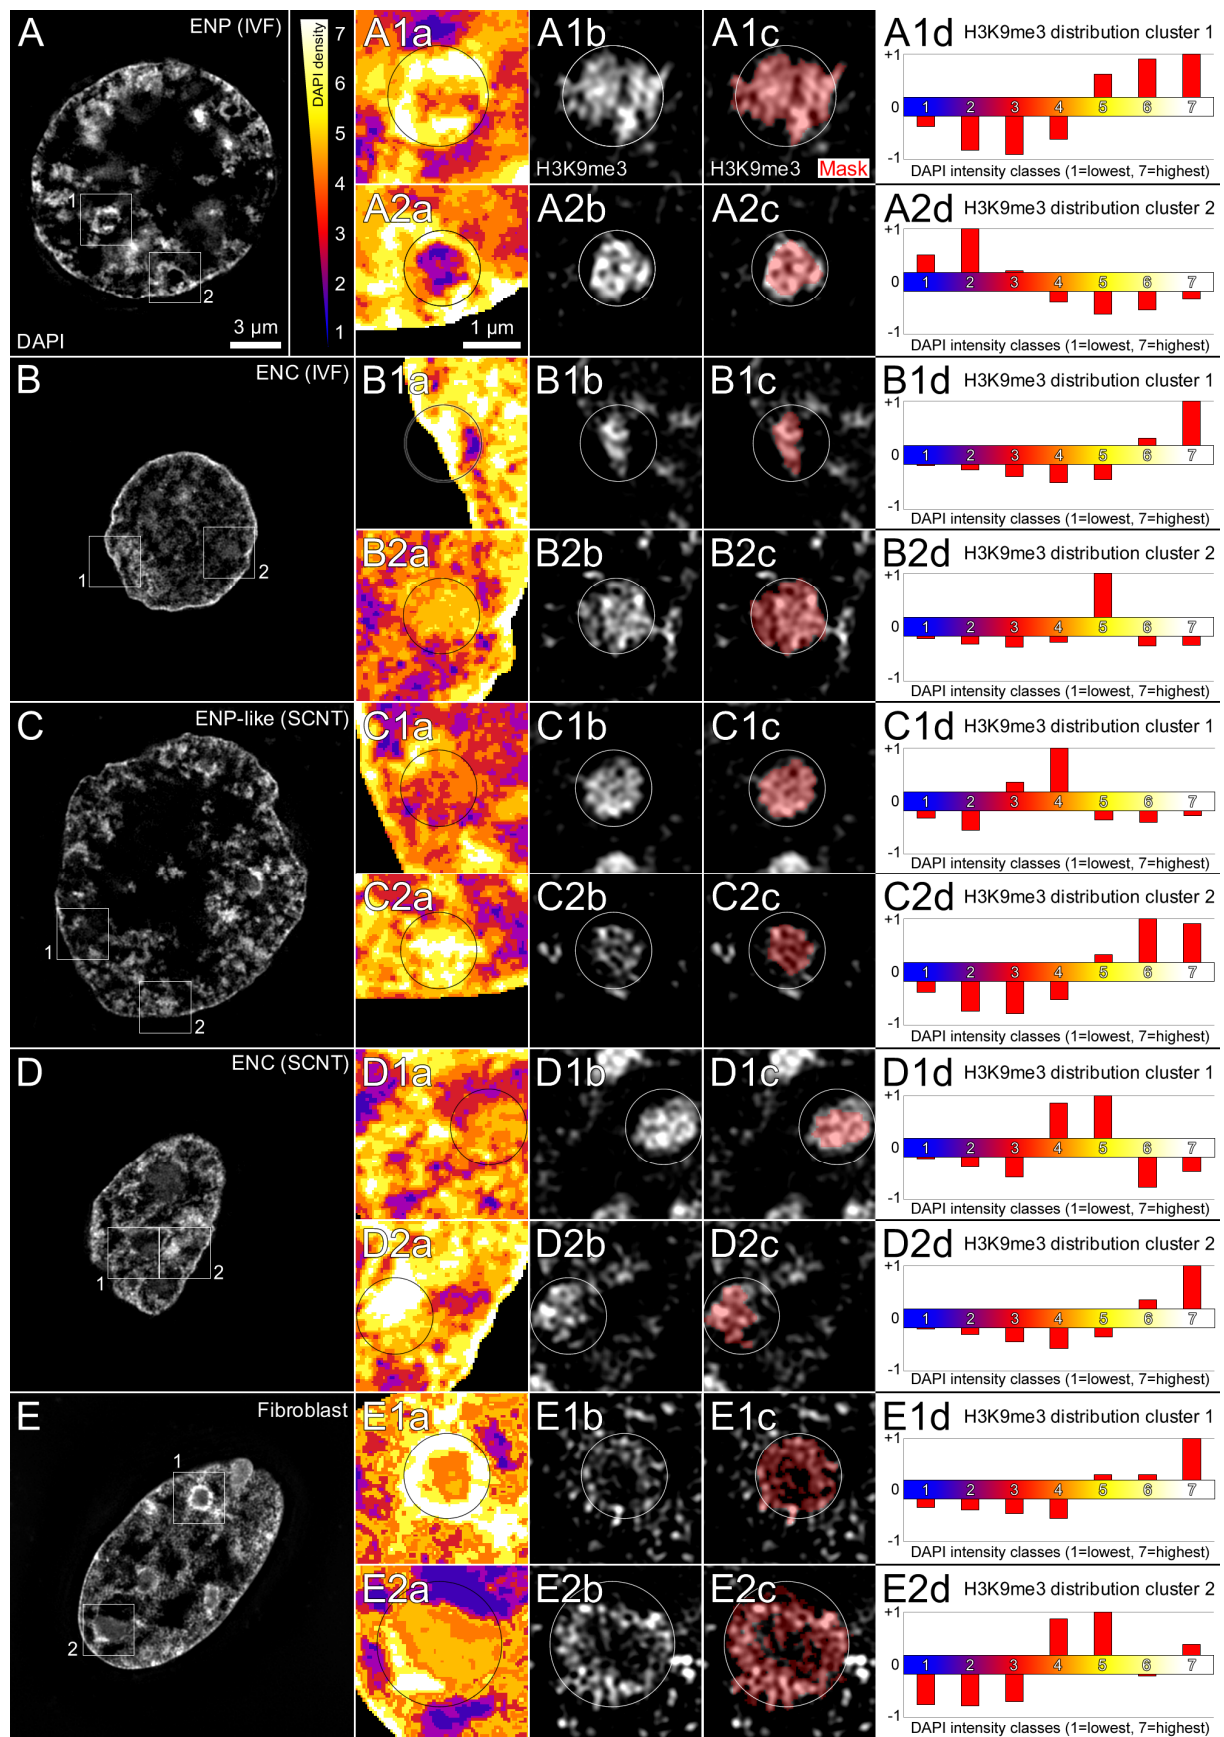 A
ENP (IVF)
1
2
DAPI
3 µm
DAPI density
7
6
5
4
3
2
1
A1a
A1b
H3K9me3
A1c
H3K9me3 Mask
A1d H3K9me3 distribution cluster 1
+1
0
1 2 3 4 5 6 7
-1
DAPI intensity classes (1=lowest, 7=highest)
A2a
1 µm
A2b
A2c
A2d H3K9me3 distribution cluster 2
+1
0
1 2 3 4 5 6 7
-1
DAPI intensity classes (1=lowest, 7=highest)
B
ENC (IVF)
1
2
B1a
B1b
B1c
B1d H3K9me3 distribution cluster 1
+1
0
1 2 3 4 5 6 7
-1
DAPI intensity classes (1=lowest, 7=highest)
B2a
B2b
B2c
B2d H3K9me3 distribution cluster 2
+1
0
1 2 3 4 5 6 7
-1
DAPI intensity classes (1=lowest, 7=highest)
C
ENP-like (SCNT)
1
2
C1a
C1b
C1c
C1d H3K9me3 distribution cluster 1
+1
0
1 2 3 4 5 6 7
-1
DAPI intensity classes (1=lowest, 7=highest)
C2a
C2b
C2c
C2d H3K9me3 distribution cluster 2
+1
0
1 2 3 4 5 6 7
-1
DAPI intensity classes (1=lowest, 7=highest)
D
ENC (SCNT)
1
2
D1a
D1b
D1c
D1d H3K9me3 distribution cluster 1
+1
0
1 2 3 4 5 6 7
-1
DAPI intensity classes (1=lowest, 7=highest)
D2a
D2b
D2c
D2d H3K9me3 distribution cluster 2
+1
0
1 2 3 4 5 6 7
-1
DAPI intensity classes (1=lowest, 7=highest)
E
Fibroblast
1
2
E1a
E1b
E1c
E1d H3K9me3 distribution cluster 1
+1
0
1 2 3 4 5 6 7
-1
DAPI intensity classes (1=lowest, 7=highest)
E2a
E2b
E2c
E2d H3K9me3 distribution cluster 2
+1
0
1 2 3 4 5 6 7
-1
DAPI intensity classes (1=lowest, 7=highest)